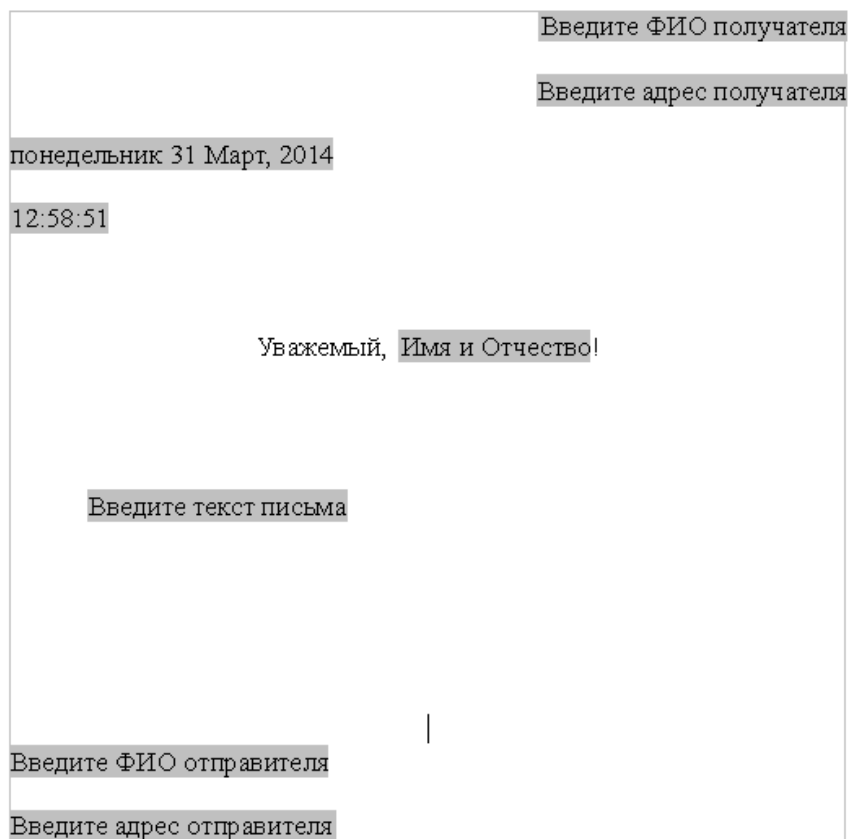 Введите ФИО получателя
Введите адрес получателя
понедельник 31 Март, 2014
12:58:51
Уважемый, Имя и Отчество!
Введите текст письма
Введите ФИО отправителя
Введите адрес отправителя